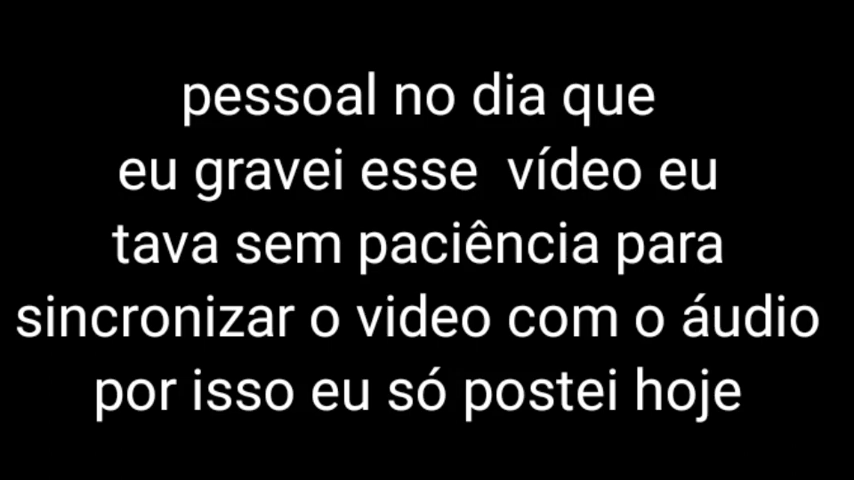 pessoal no dia que
eu gravei esse  vídeo eu
tava sem paciência para
sincronizar o video com o áudio
por isso eu só postei hoje